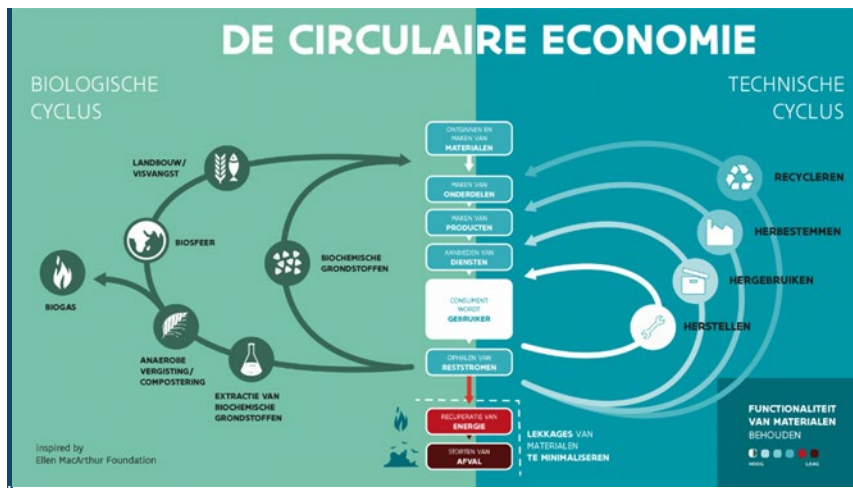 DE CIRCULAIRE ECONOMIE
BIOLOGISCHE
CYCLUS
TECHNISCHE
CYCLUS
LANDBOUW/
VISVANGST
BIOSFEER
BIOGAS
BIOCHEMISCHE
GRONDSTOFFEN
ANAEROBE
VERGISTING/
COMPOSTERING
EXTRACTIE VAN
BIOCHEMISCHE
GRONDSTOFFEN
ONTGINNEN EN
MAKEN VAN
MATERIALEN
MAKEN VAN
ONDERDELEN
MAKEN VAN
PRODUCTEN
AANBIEDEN VAN
DIENSTEN
CONSUMENT
WORDT
GEBRUIKER
OPHALEN VAN
RESTSTROMEN
RECUPERATIE VAN
ENERGIE
STORTEN VAN
AFVAL
LEKKAGES VAN
MATERIALEN
TE MINIMALISEREN
RECYCLEREN
HERBESTEMMEN
HERGEBRUIKEN
HERSTELLEN
FUNCTIONALITEIT
VAN MATERIALEN
BEHOUDEN
HOOG
LAAG
inspired by
Ellen MacArthur Foundation